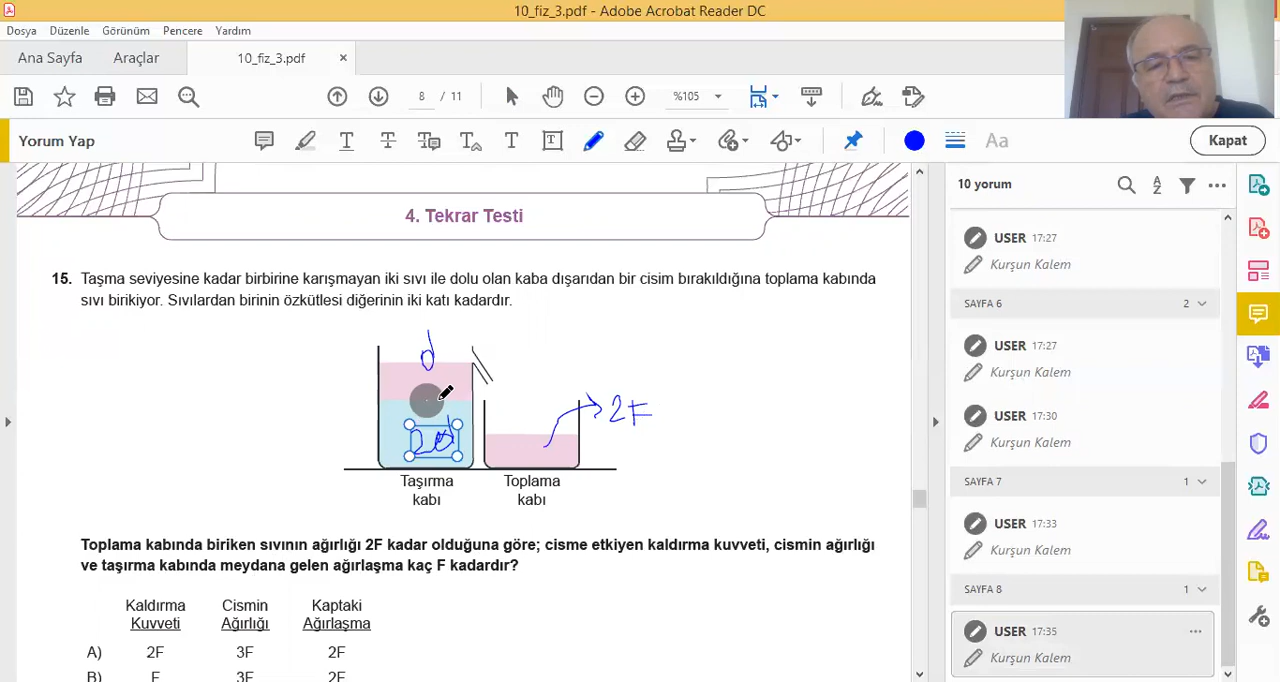 10_fiz_3.pdf - Adobe Acrobat Reader DC
Dosya Düzenle Görünüm Pencere Yardım
Ana Sayfa Araçlar 10_fiz_3.pdf ×
8 / 11 %105
Yorum Yap Aa Kapat
4. Tekrar Testi
15. Taşma seviyesine kadar birbirine karışmayan iki sıvı ile dolu olan kaba dışarıdan bir cisim bırakıldığına toplama kabında
sıvı birikiyor. Sıvılardan birinin özkütlesi diğerinin iki katı kadardır.
d
2d
2F
Taşırma
kabı
Toplama
kabı
Toplama kabında biriken sıvının ağırlığı 2F kadar olduğuna göre; cisme etkiyen kaldırma kuvveti, cismin ağırlığı
ve taşırma kabında meydana gelen ağırlaşma kaç F kadardır?
Kaldırma Kuvveti
Cismin Ağırlığı
Kaptaki Ağırlaşma
A) 2F 3F 2F
B) F 3F 2F
10 yorum
USER 17:27
Kurşun Kalem
SAYFA 6 2
USER 17:27
Kurşun Kalem
USER 17:30
Kurşun Kalem
SAYFA 7 1
USER 17:33
Kurşun Kalem
SAYFA 8 1
USER 17:35
Kurşun Kalem